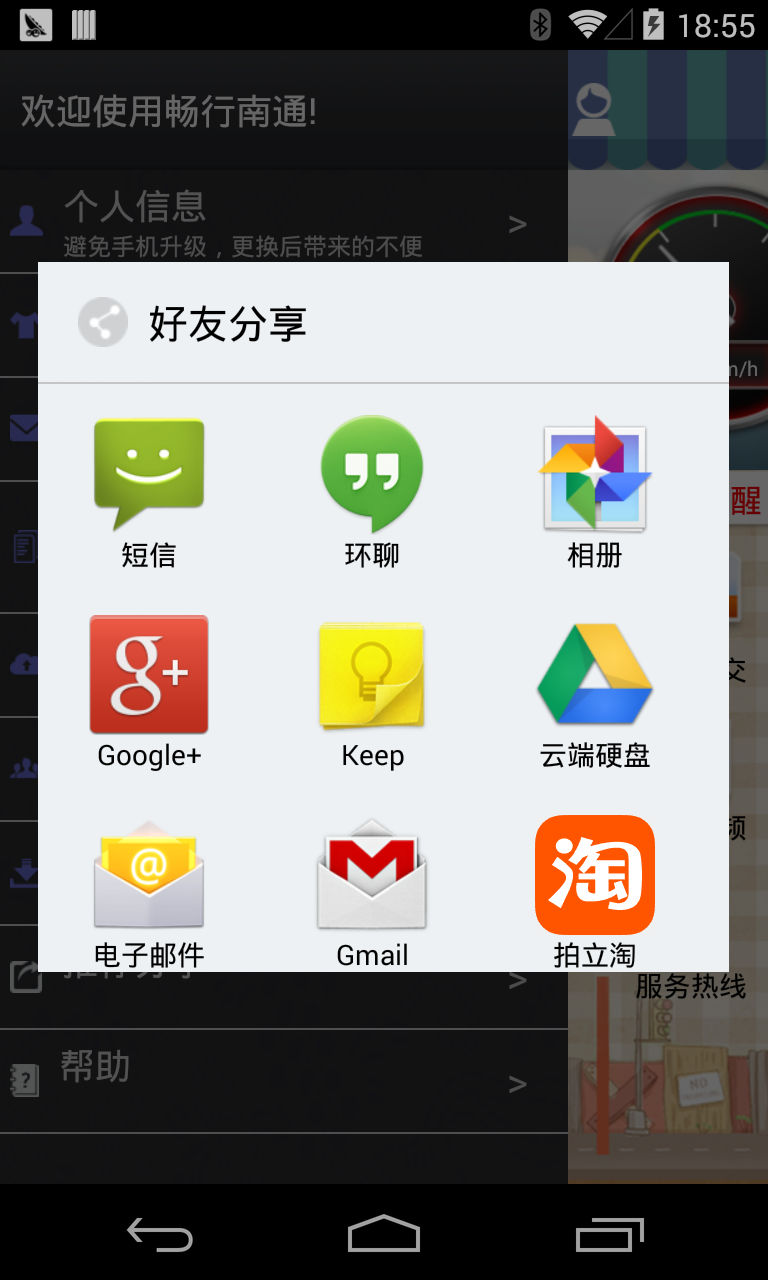 18:55
欢迎使用畅行南通!
个人信息
避免手机升级，更换后带来的不便
>
m/h
好友分享
醒
短信
环聊
相册
交
Google+
Keep
云端硬盘
频
淘
电子邮件
Gmail
拍立淘
>
服务热线
帮助
>
NO